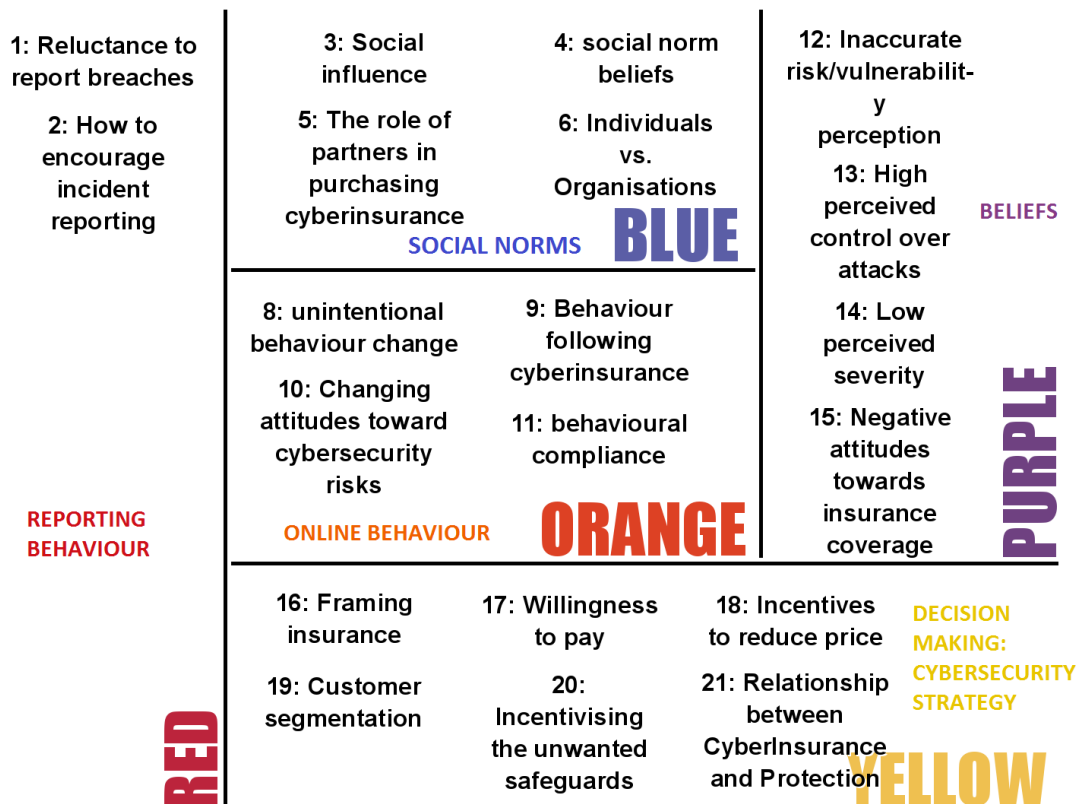 1: Reluctance to
report breaches
2: How to
encourage
incident
reporting
REPORTING
BEHAVIOUR
RED
3: Social
influence
4: social norm
beliefs
5: The role of
partners in
purchasing
cyberinsurance
6: Individuals
vs.
Organisations
SOCIAL NORMS
BLUE
8: unintentional
behaviour change
9: Behaviour
following
cyberinsurance
10: Changing
attitudes toward
cybersecurity
risks
11: behavioural
compliance
ONLINE BEHAVIOUR
ORANGE
12: Inaccurate
risk/vulnerabilit-
y
perception
13: High
perceived
control over
attacks
14: Low
perceived
severity
15: Negative
attitudes
towards
insurance
coverage
BELIEFS
PURPLE
16: Framing
insurance
17: Willingness
to pay
18: Incentives
to reduce price
19: Customer
segmentation
20:
Incentivising
the unwanted
safeguards
21: Relationship
between
CyberInsurance
and Protection
DECISION
MAKING:
CYBERSECURITY
STRATEGY
YELLOW